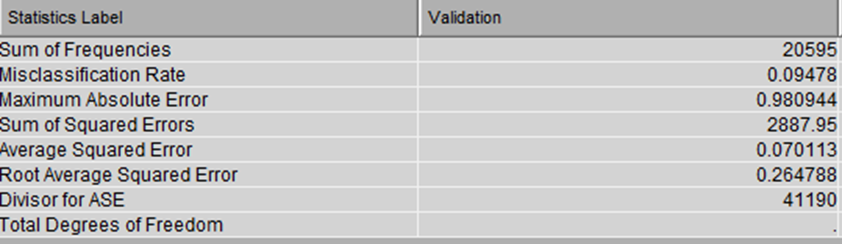 Statistics Label Validation
Sum of Frequencies 20595
Misclassification Rate 0.09478
Maximum Absolute Error 0.980944
Sum of Squared Errors 2887.95
Average Squared Error 0.070113
Root Average Squared Error 0.264788
Divisor for ASE 41190
Total Degrees of Freedom .